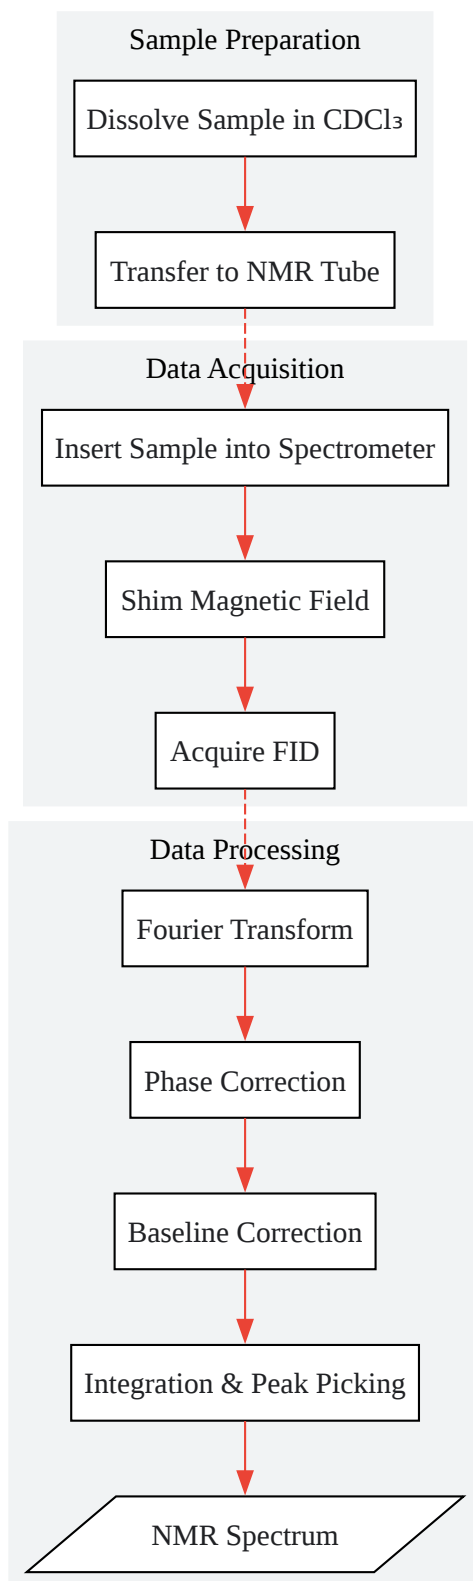 Sample Preparation
Dissolve Sample in CDCl₃
Transfer to NMR Tube
Data Acquisition
Insert Sample into Spectrometer
Shim Magnetic Field
Acquire FID
Data Processing
Fourier Transform
Phase Correction
Baseline Correction
Integration & Peak Picking
NMR Spectrum